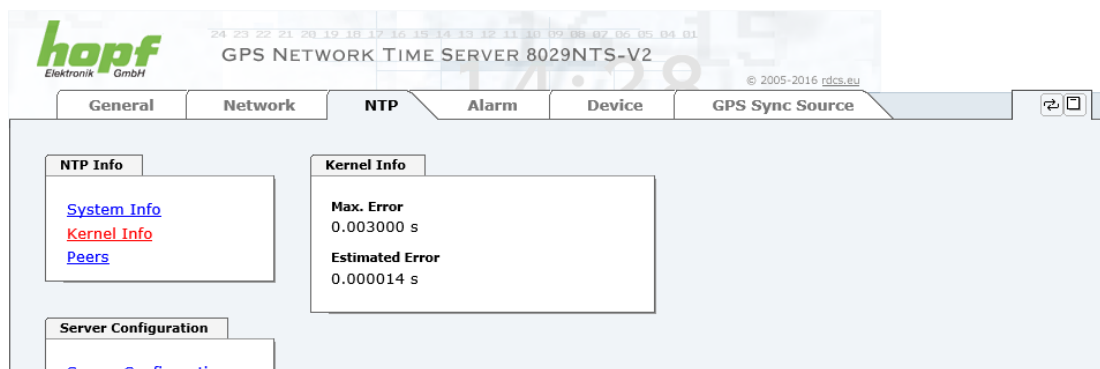 hopf
Elektronik GmbH
24 23 22 21 20 19 18 17 16 15 14 13 12 11 10 09 08 07 06 05 04 01
GPS NETWORK TIME SERVER 8029NTS-V2
14:28
© 2005-2016 rdcs.eu
General Network NTP Alarm Device GPS Sync Source
NTP Info
System Info
Kernel Info
Peers
Kernel Info
Max. Error
0.003000 s
Estimated Error
0.000014 s
Server Configuration